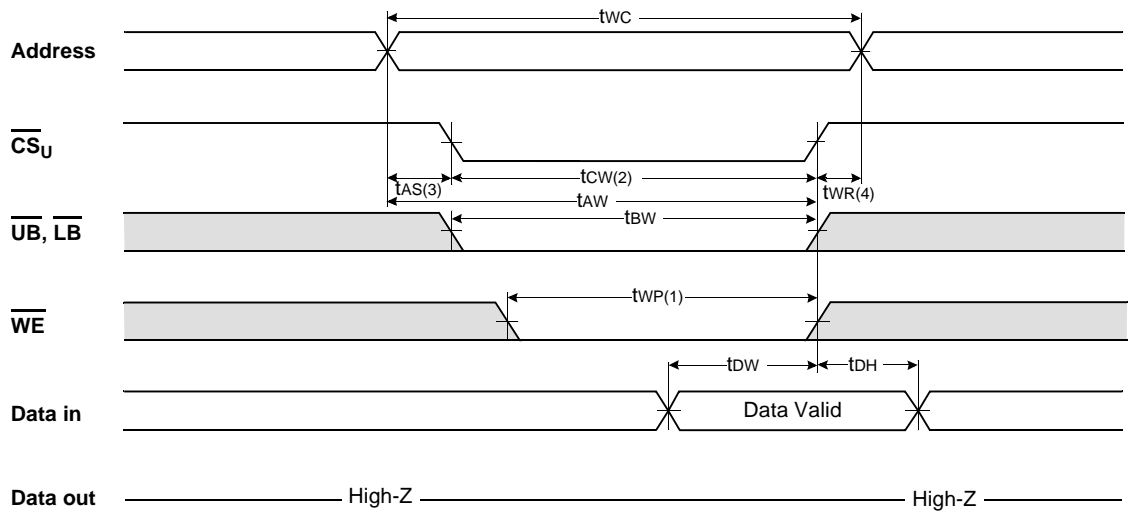 tWC
Address
CSU
tAS(3)
tCW(2)
tWR(4)
tAW
UB, LB
tBW
tWP(1)
WE
tDW
tDH
Data in
Data Valid
Data out
High-Z
High-Z